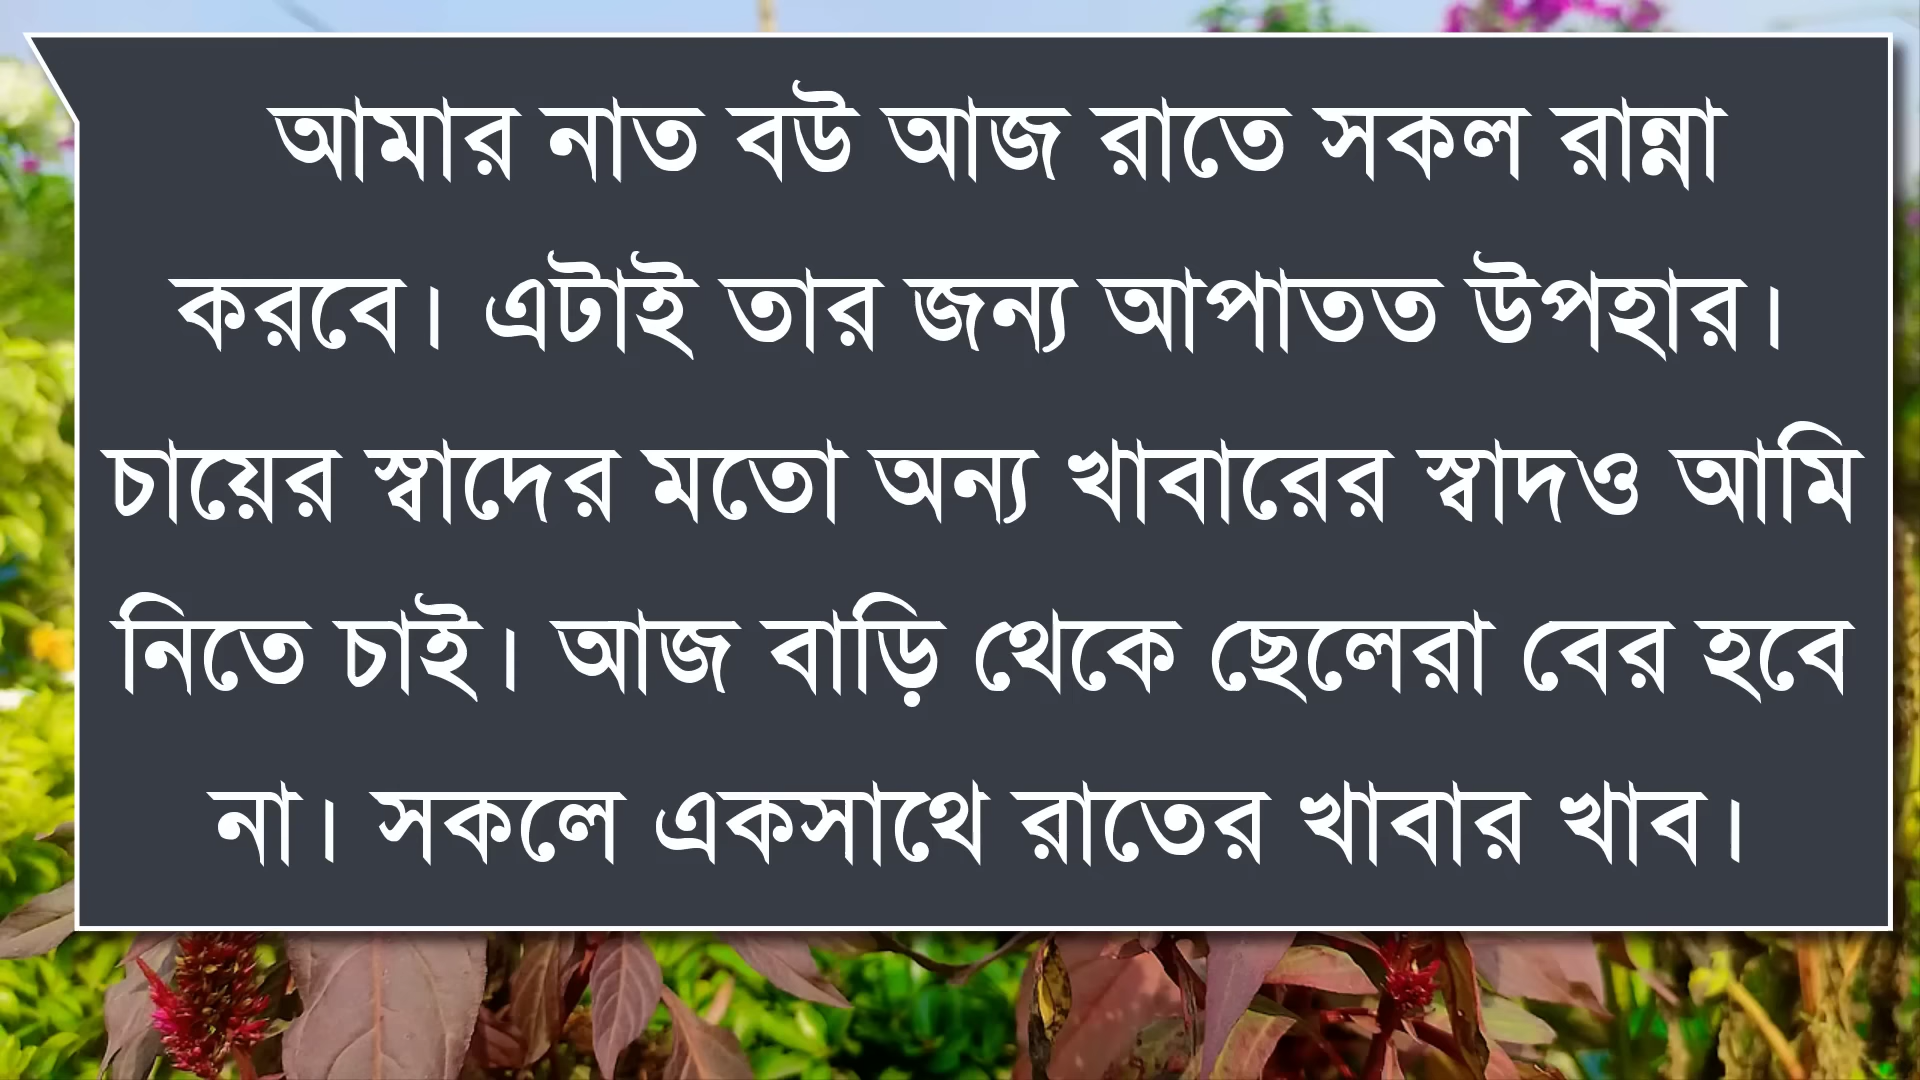 আমার নাত বউ আজ রাতে সকল রান্না
করবে। এটাই তার জন্য আপাতত উপহার।
চায়ের স্বাদের মতো অন্য খাবারের স্বাদও আমি
নিতে চাই। আজ বাড়ি থেকে ছেলেরা বের হবে
না। সকলে একসাথে রাতের খাবার খাব।